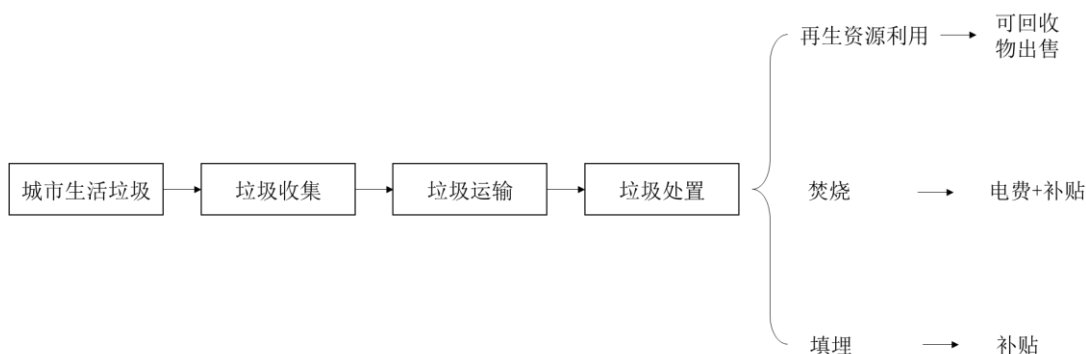 再生资源利用
可回收
物出售
城市生活垃圾
垃圾收集
垃圾运输
垃圾处置
焚烧
电费+补贴
填埋
补贴